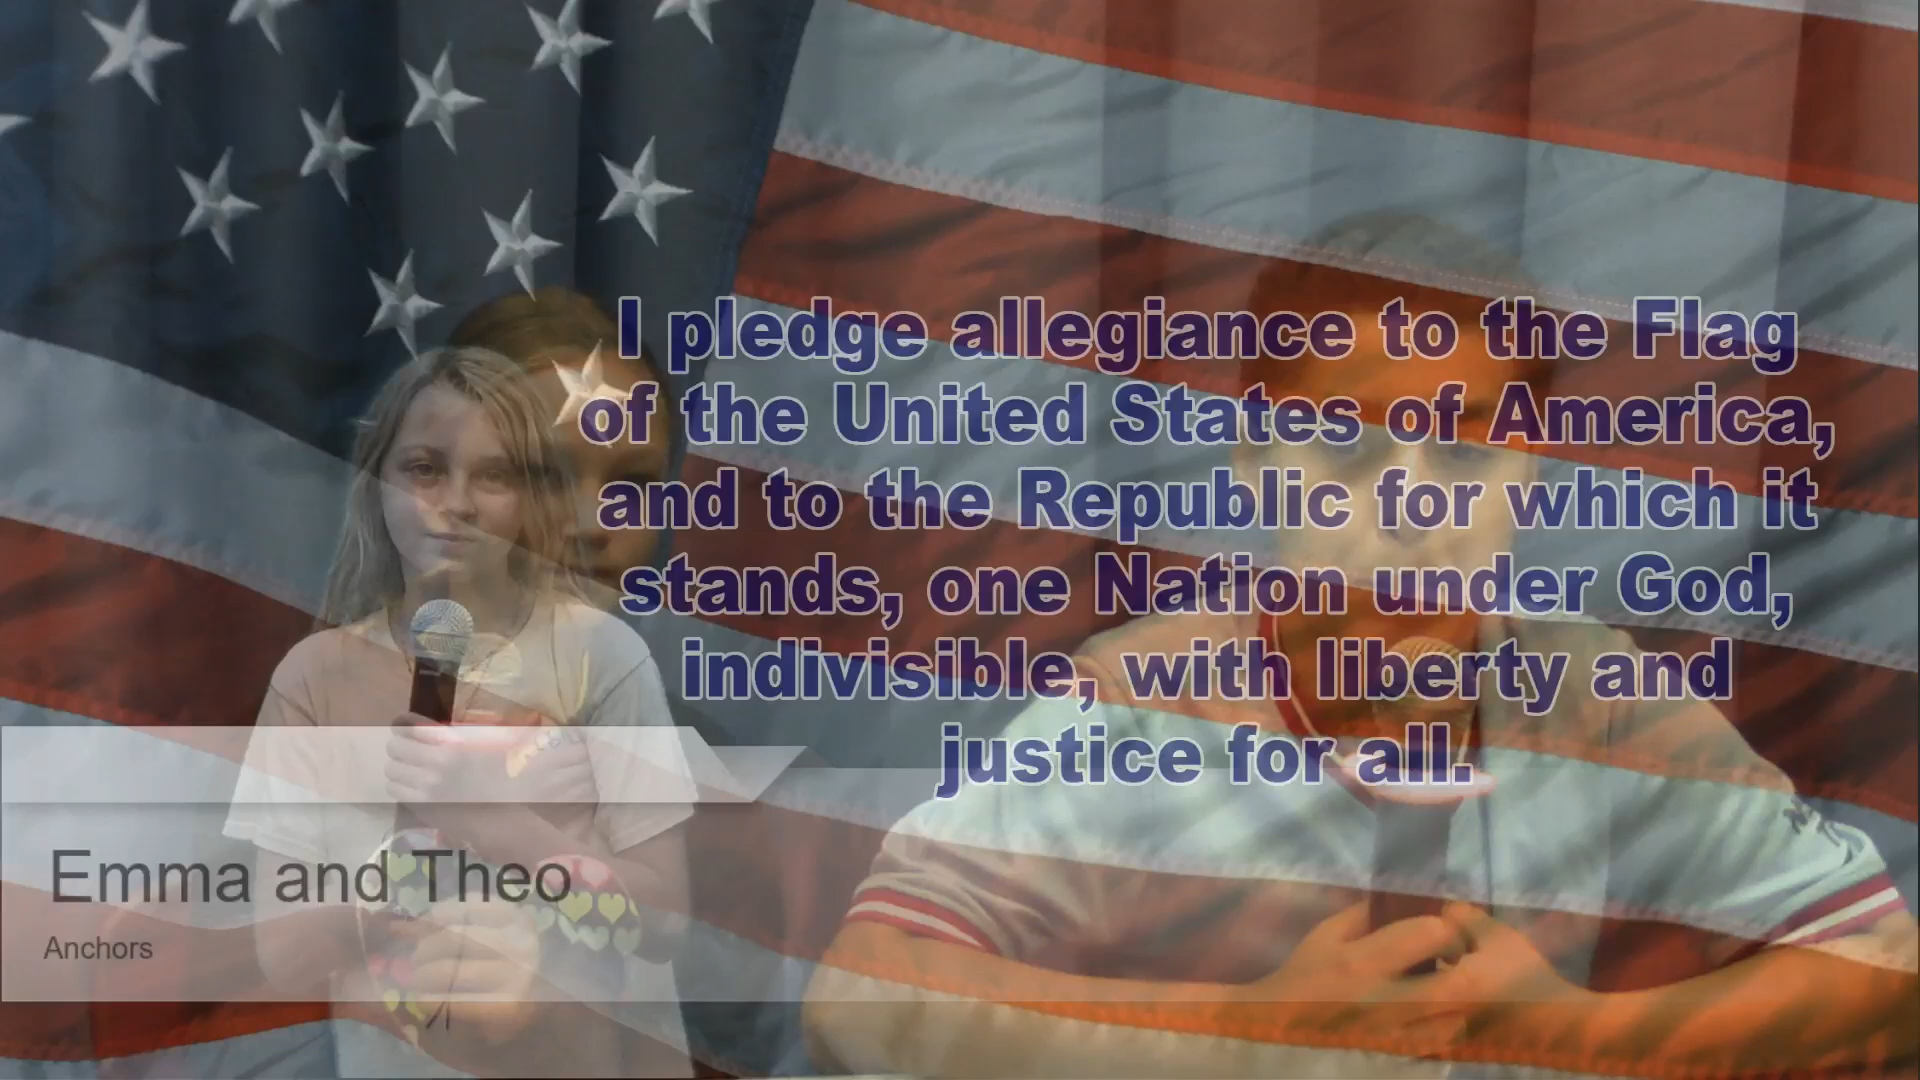 I pledge allegiance to the Flag
of the United States of America,
and to the Republic for which it
stands, one Nation under God,
indivisible, with liberty and
justice for all.
Emma and Theo
Anchors